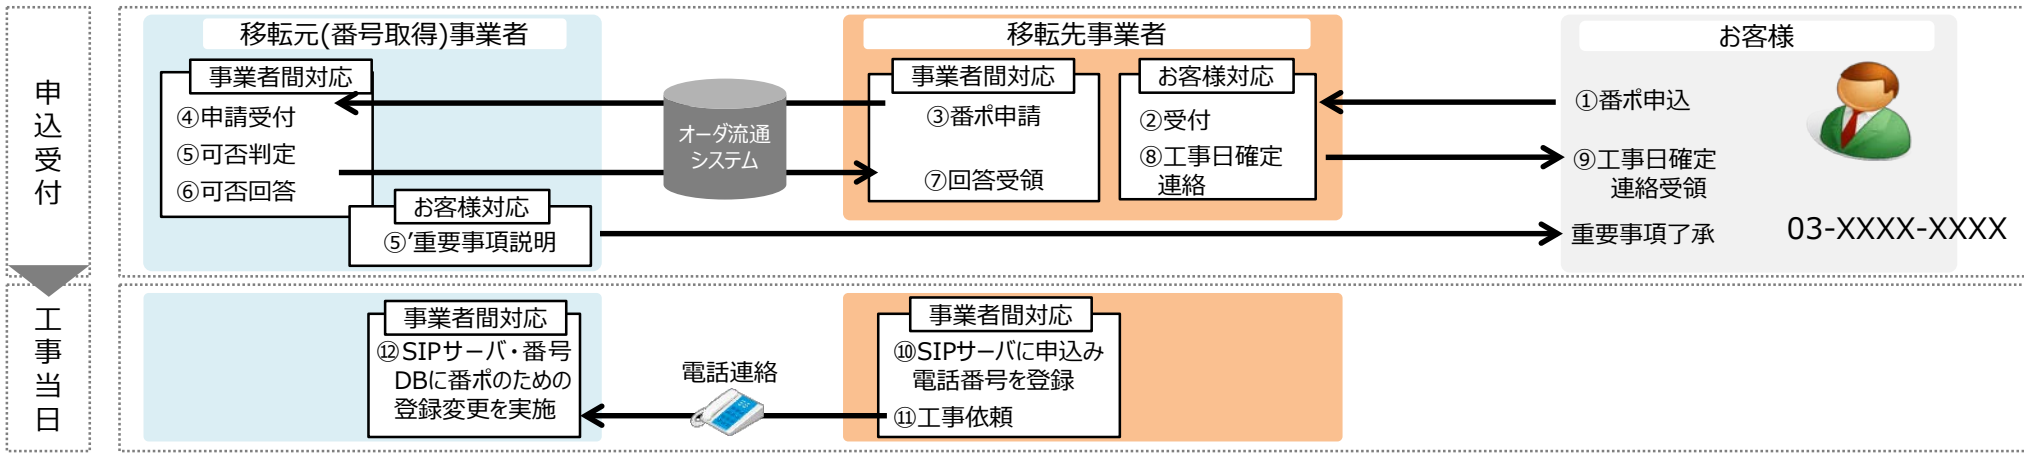 申込受付
移転元(番号取得)事業者
事業者間対応
④申請受付
⑤可否判定
⑥可否回答
お客様対応
⑤’重要事項説明
オーダ流通
システム
移転先事業者
事業者間対応
③番ポ申請
⑦回答受領
お客様対応
②受付
⑧工事日確定
連絡
お客様
①番ポ申込
⑨工事日確定
連絡受領
重要事項了承
03-XXXX-XXXX
工事当日
事業者間対応
⑫SIPサーバ・番号
DBに番ポのための
登録変更を実施
電話連絡
事業者間対応
⑩SIPサーバに申込み
電話番号を登録
⑪工事依頼